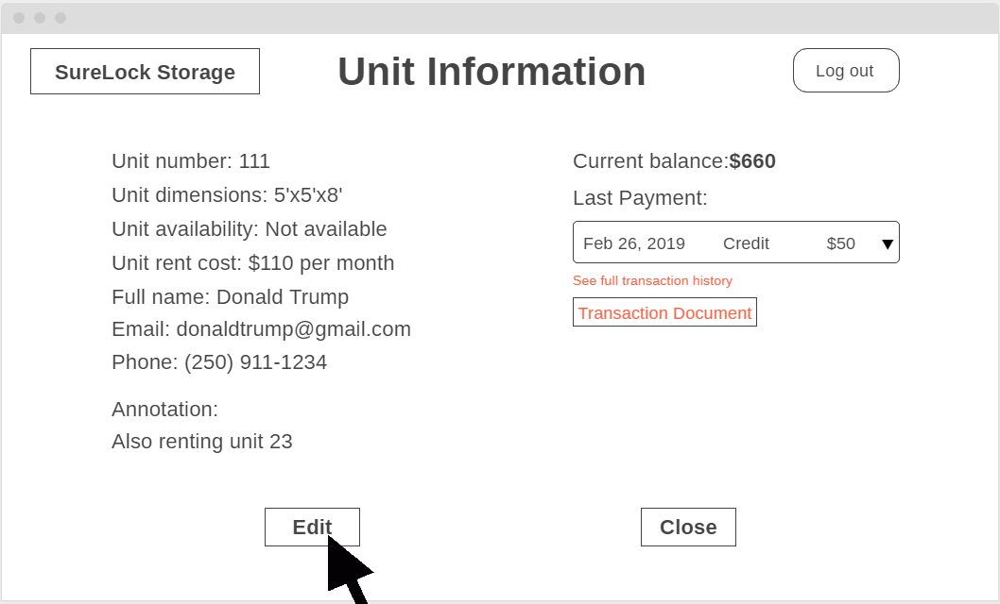 SureLock Storage
Unit Information
Log out
Unit number: 111
Unit dimensions: 5'x5'x8'
Unit availability: Not available
Unit rent cost: $110 per month
Full name: Donald Trump
Email: donaldtrump@gmail.com
Phone: (250) 911-1234
Annotation:
Also renting unit 23
Current balance:$660
Last Payment:
Feb 26, 2019 Credit $50
See full transaction history
Transaction Document
Edit
Close